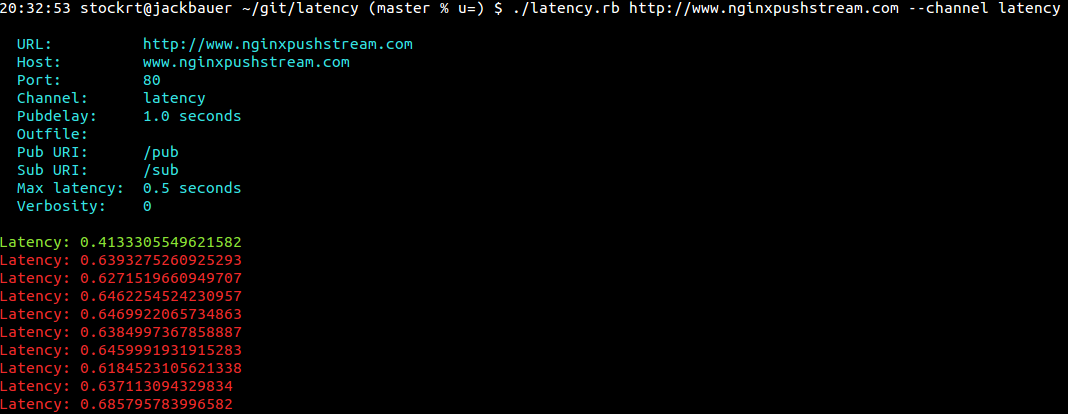 20:32:53 stockrt@jackbauer ~/git/latency (master % u=) $ ./latency.rb http://www.nginxpushstream.com --channel latency
URL: http://www.nginxpushstream.com
Host: www.nginxpushstream.com
Port: 80
Channel: latency
Pubdelay: 1.0 seconds
Outfile:
Pub URI: /pub
Sub URI: /sub
Max latency: 0.5 seconds
Verbosity: 0
Latency: 0.4133305549621582
Latency: 0.6393275260925293
Latency: 0.6271519660949707
Latency: 0.6462254524230957
Latency: 0.6469922065734863
Latency: 0.6384997367858887
Latency: 0.6459991931915283
Latency: 0.6184523105621338
Latency: 0.637113094329834
Latency: 0.685795783996582